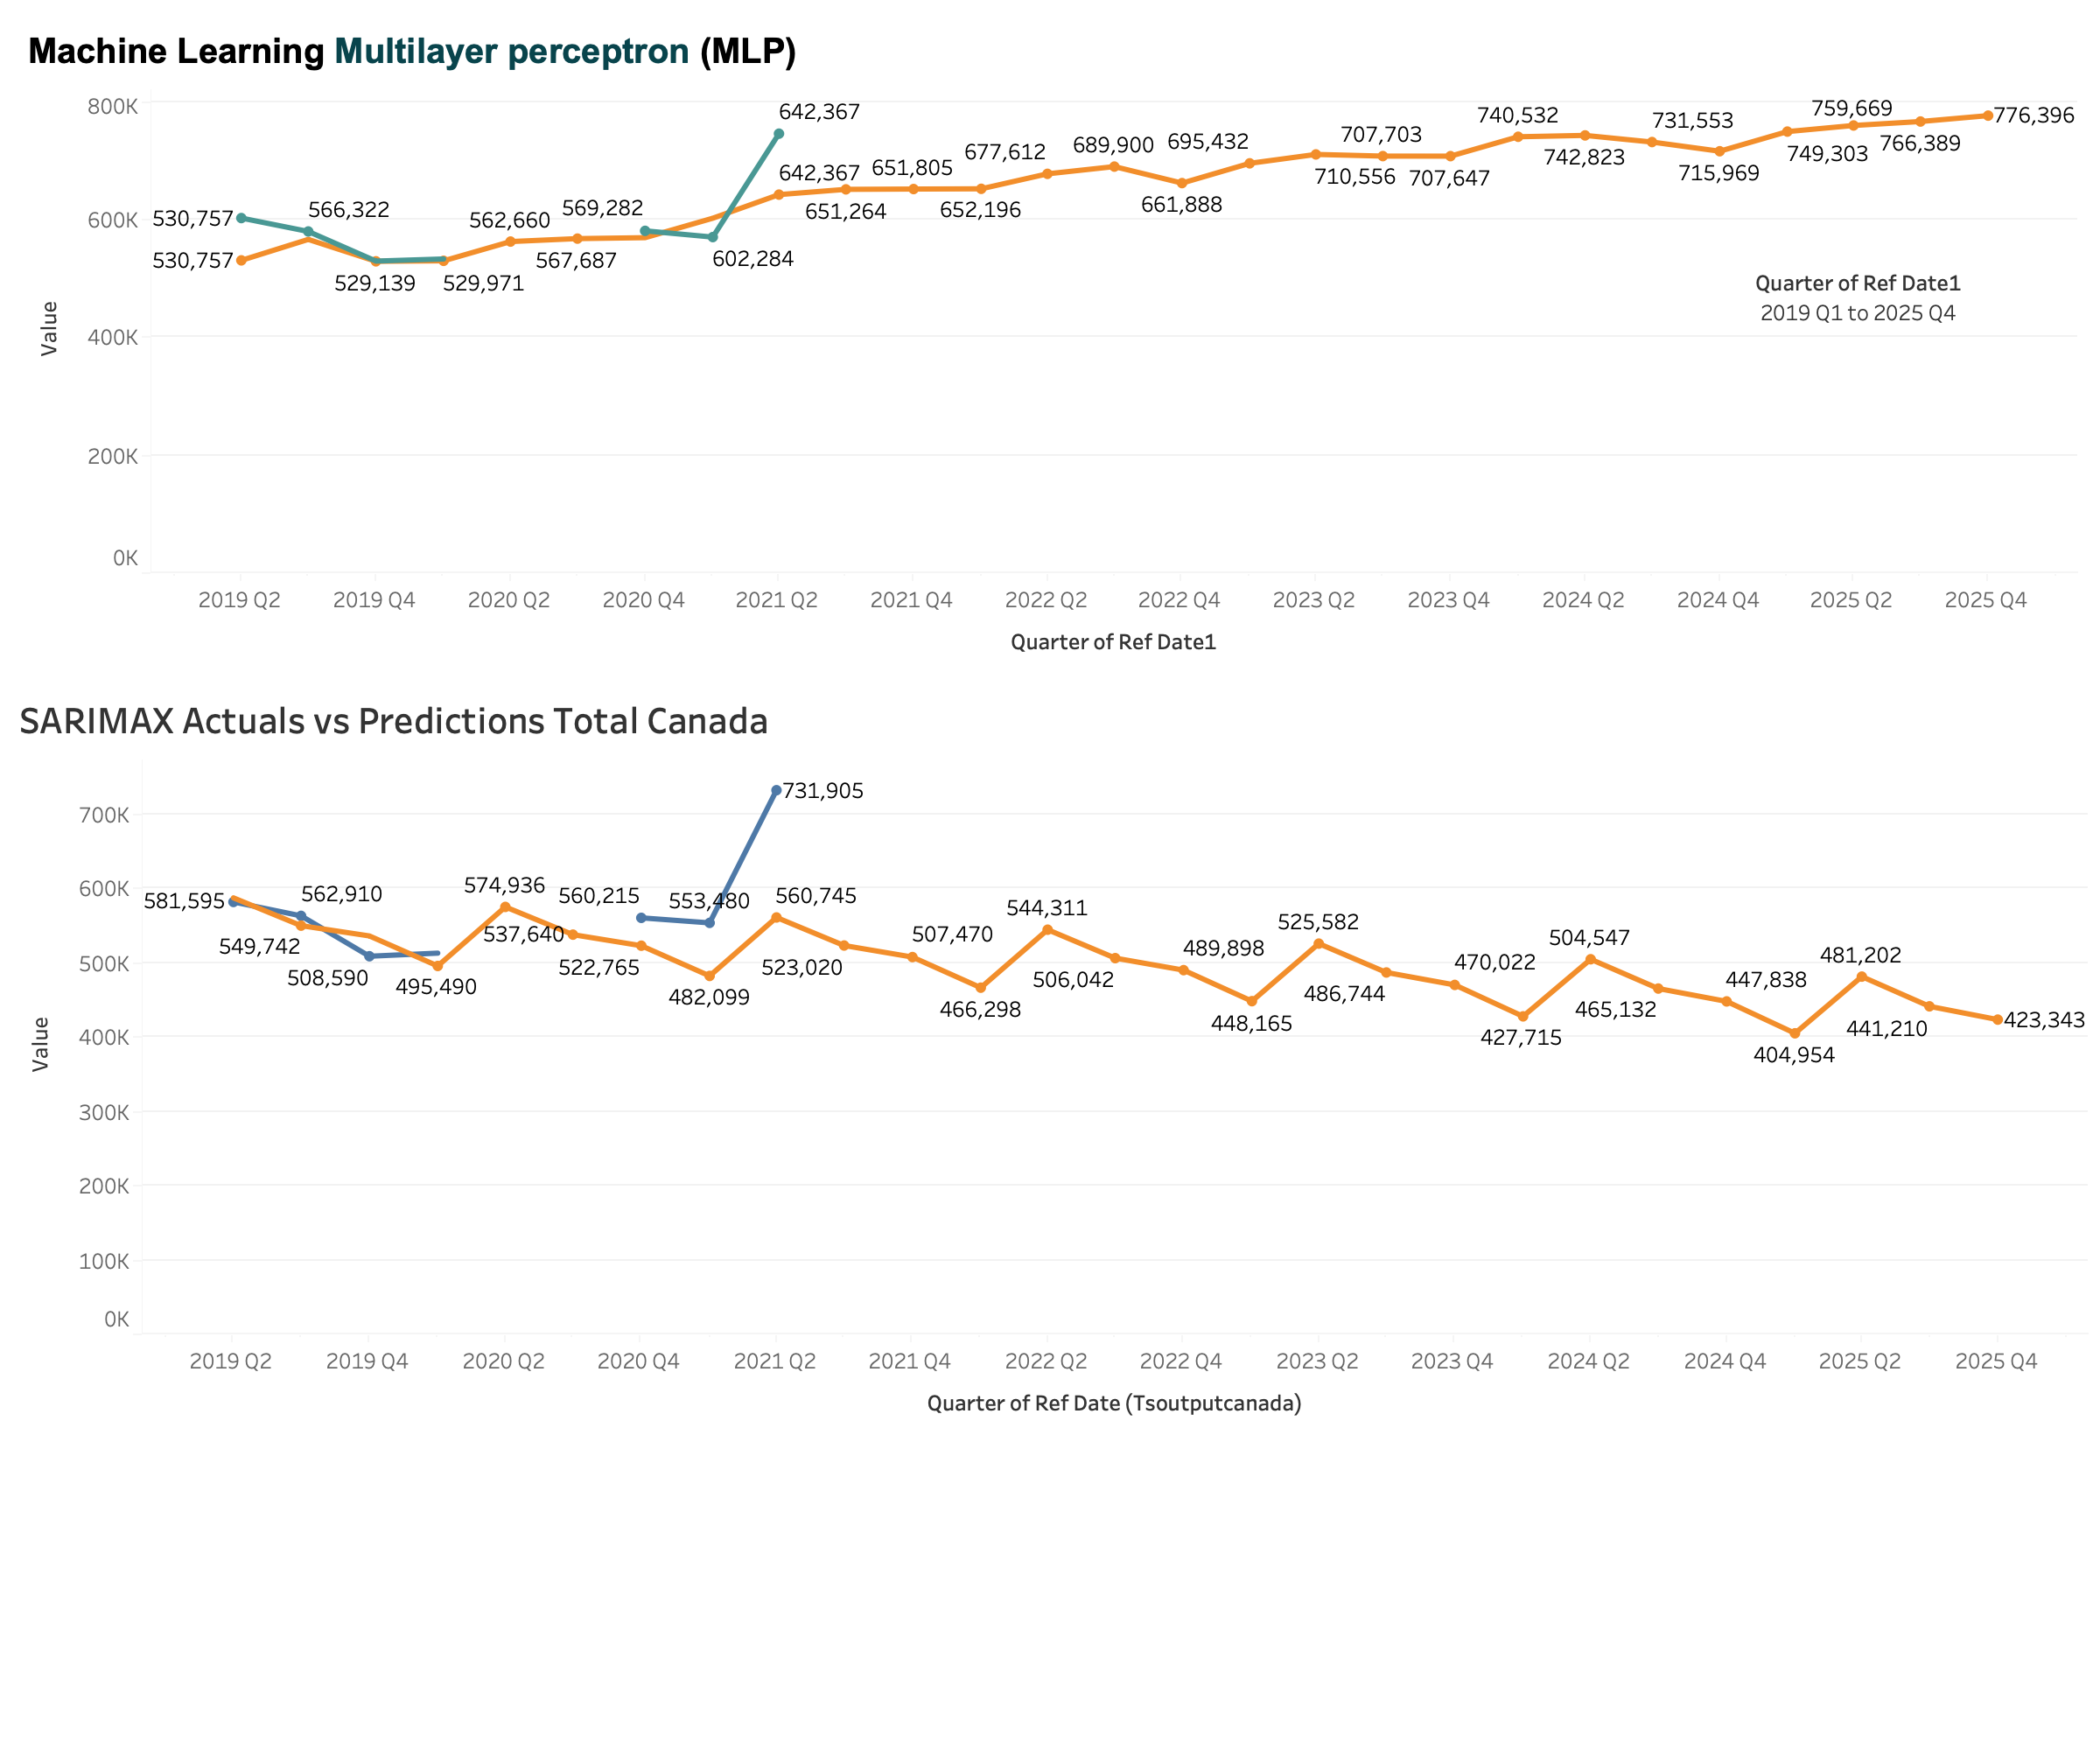 Machine Learning Multilayer perceptron (MLP)
800K
600K
400K
200K
0K
Value
642,367
530,757
530,757
566,322
529,139
529,971
562,660
567,687
569,282
602,284
642,367
651,264
651,805
652,196
677,612
689,900
661,888
695,432
710,556
707,703
707,647
740,532
742,823
731,553
715,969
749,303
759,669
766,389
776,396
Quarter of Ref Date1
2019 Q1 to 2025 Q4
2019 Q2 2019 Q4 2020 Q2 2020 Q4 2021 Q2 2021 Q4 2022 Q2 2022 Q4 2023 Q2 2023 Q4 2024 Q2 2024 Q4 2025 Q2 2025 Q4
Quarter of Ref Date1
SARIMAX Actuals vs Predictions Total Canada
700K
600K
500K
400K
300K
200K
100K
0K
Value
731,905
581,595
549,742
562,910
508,590
495,490
574,936
537,640
560,215
522,765
553,480
482,099
560,745
523,020
507,470
466,298
544,311
506,042
489,898
448,165
525,582
486,744
470,022
427,715
504,547
465,132
447,838
404,954
481,202
441,210
423,343
2019 Q2 2019 Q4 2020 Q2 2020 Q4 2021 Q2 2021 Q4 2022 Q2 2022 Q4 2023 Q2 2023 Q4 2024 Q2 2024 Q4 2025 Q2 2025 Q4
Quarter of Ref Date (Tsoutputcanada)